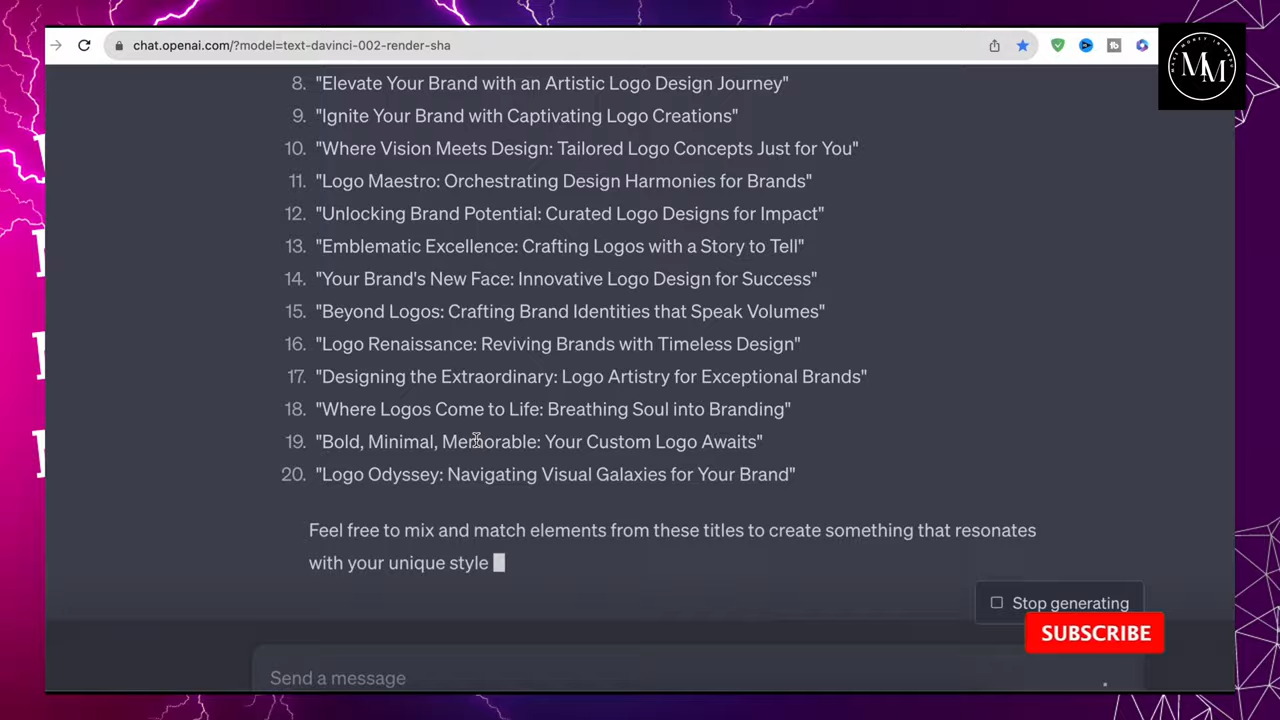 chat.openai.com/?model=text-davinci-002-render-sha
MM
8. "Elevate Your Brand with an Artistic Logo Design Journey"
9. "Ignite Your Brand with Captivating Logo Creations"
10. "Where Vision Meets Design: Tailored Logo Concepts Just for You"
11. "Logo Maestro: Orchestrating Design Harmonies for Brands"
12. "Unlocking Brand Potential: Curated Logo Designs for Impact"
13. "Emblematic Excellence: Crafting Logos with a Story to Tell"
14. "Your Brand's New Face: Innovative Logo Design for Success"
15. "Beyond Logos: Crafting Brand Identities that Speak Volumes"
16. "Logo Renaissance: Reviving Brands with Timeless Design"
17. "Designing the Extraordinary: Logo Artistry for Exceptional Brands"
18. "Where Logos Come to Life: Breathing Soul into Branding"
19. "Bold, Minimal, Memorable: Your Custom Logo Awaits"
20. "Logo Odyssey: Navigating Visual Galaxies for Your Brand"
Feel free to mix and match elements from these titles to create something that resonates
with your unique style
Stop generating
SUBSCRIBE
Send a message